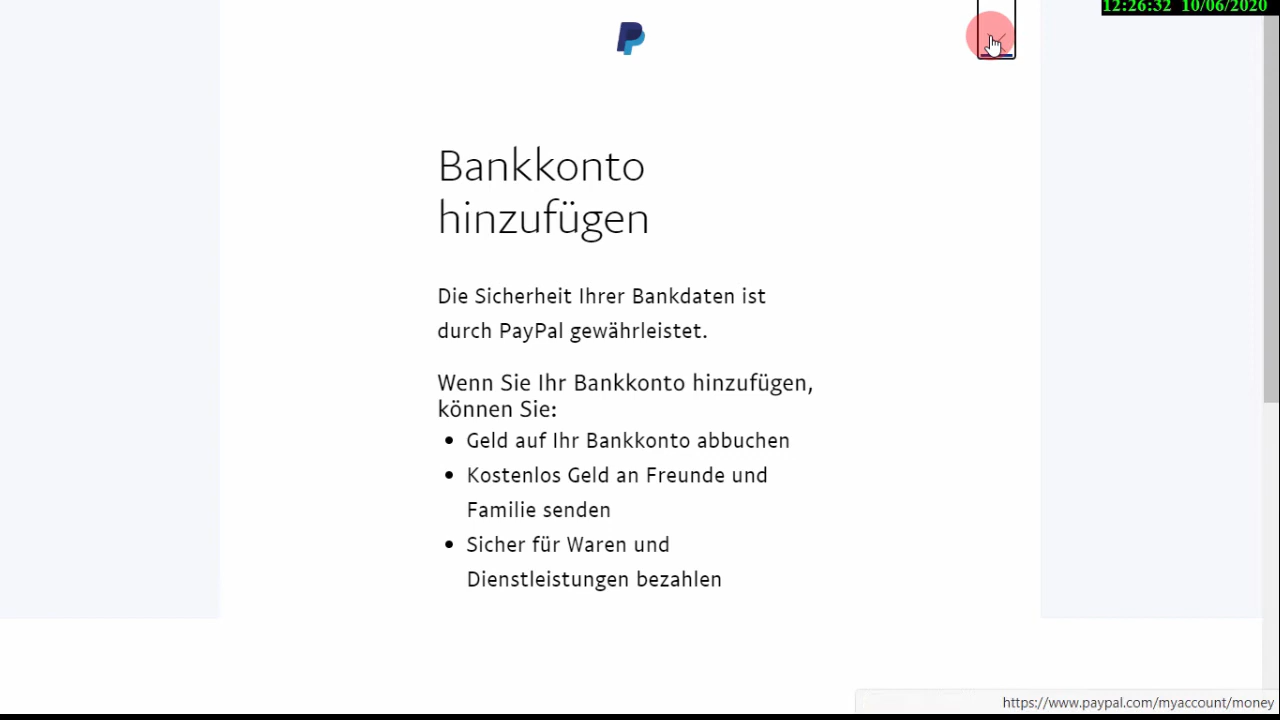 12:26:32 10/06/2020
Bankkonto
hinzufügen
Die Sicherheit Ihrer Bankdaten ist
durch PayPal gewährleistet.
Wenn Sie Ihr Bankkonto hinzufügen,
können Sie:
Geld auf Ihr Bankkonto abbuchen
Kostenlos Geld an Freunde und
Familie senden
Sicher für Waren und
Dienstleistungen bezahlen
https://www.paypal.com/myaccount/money